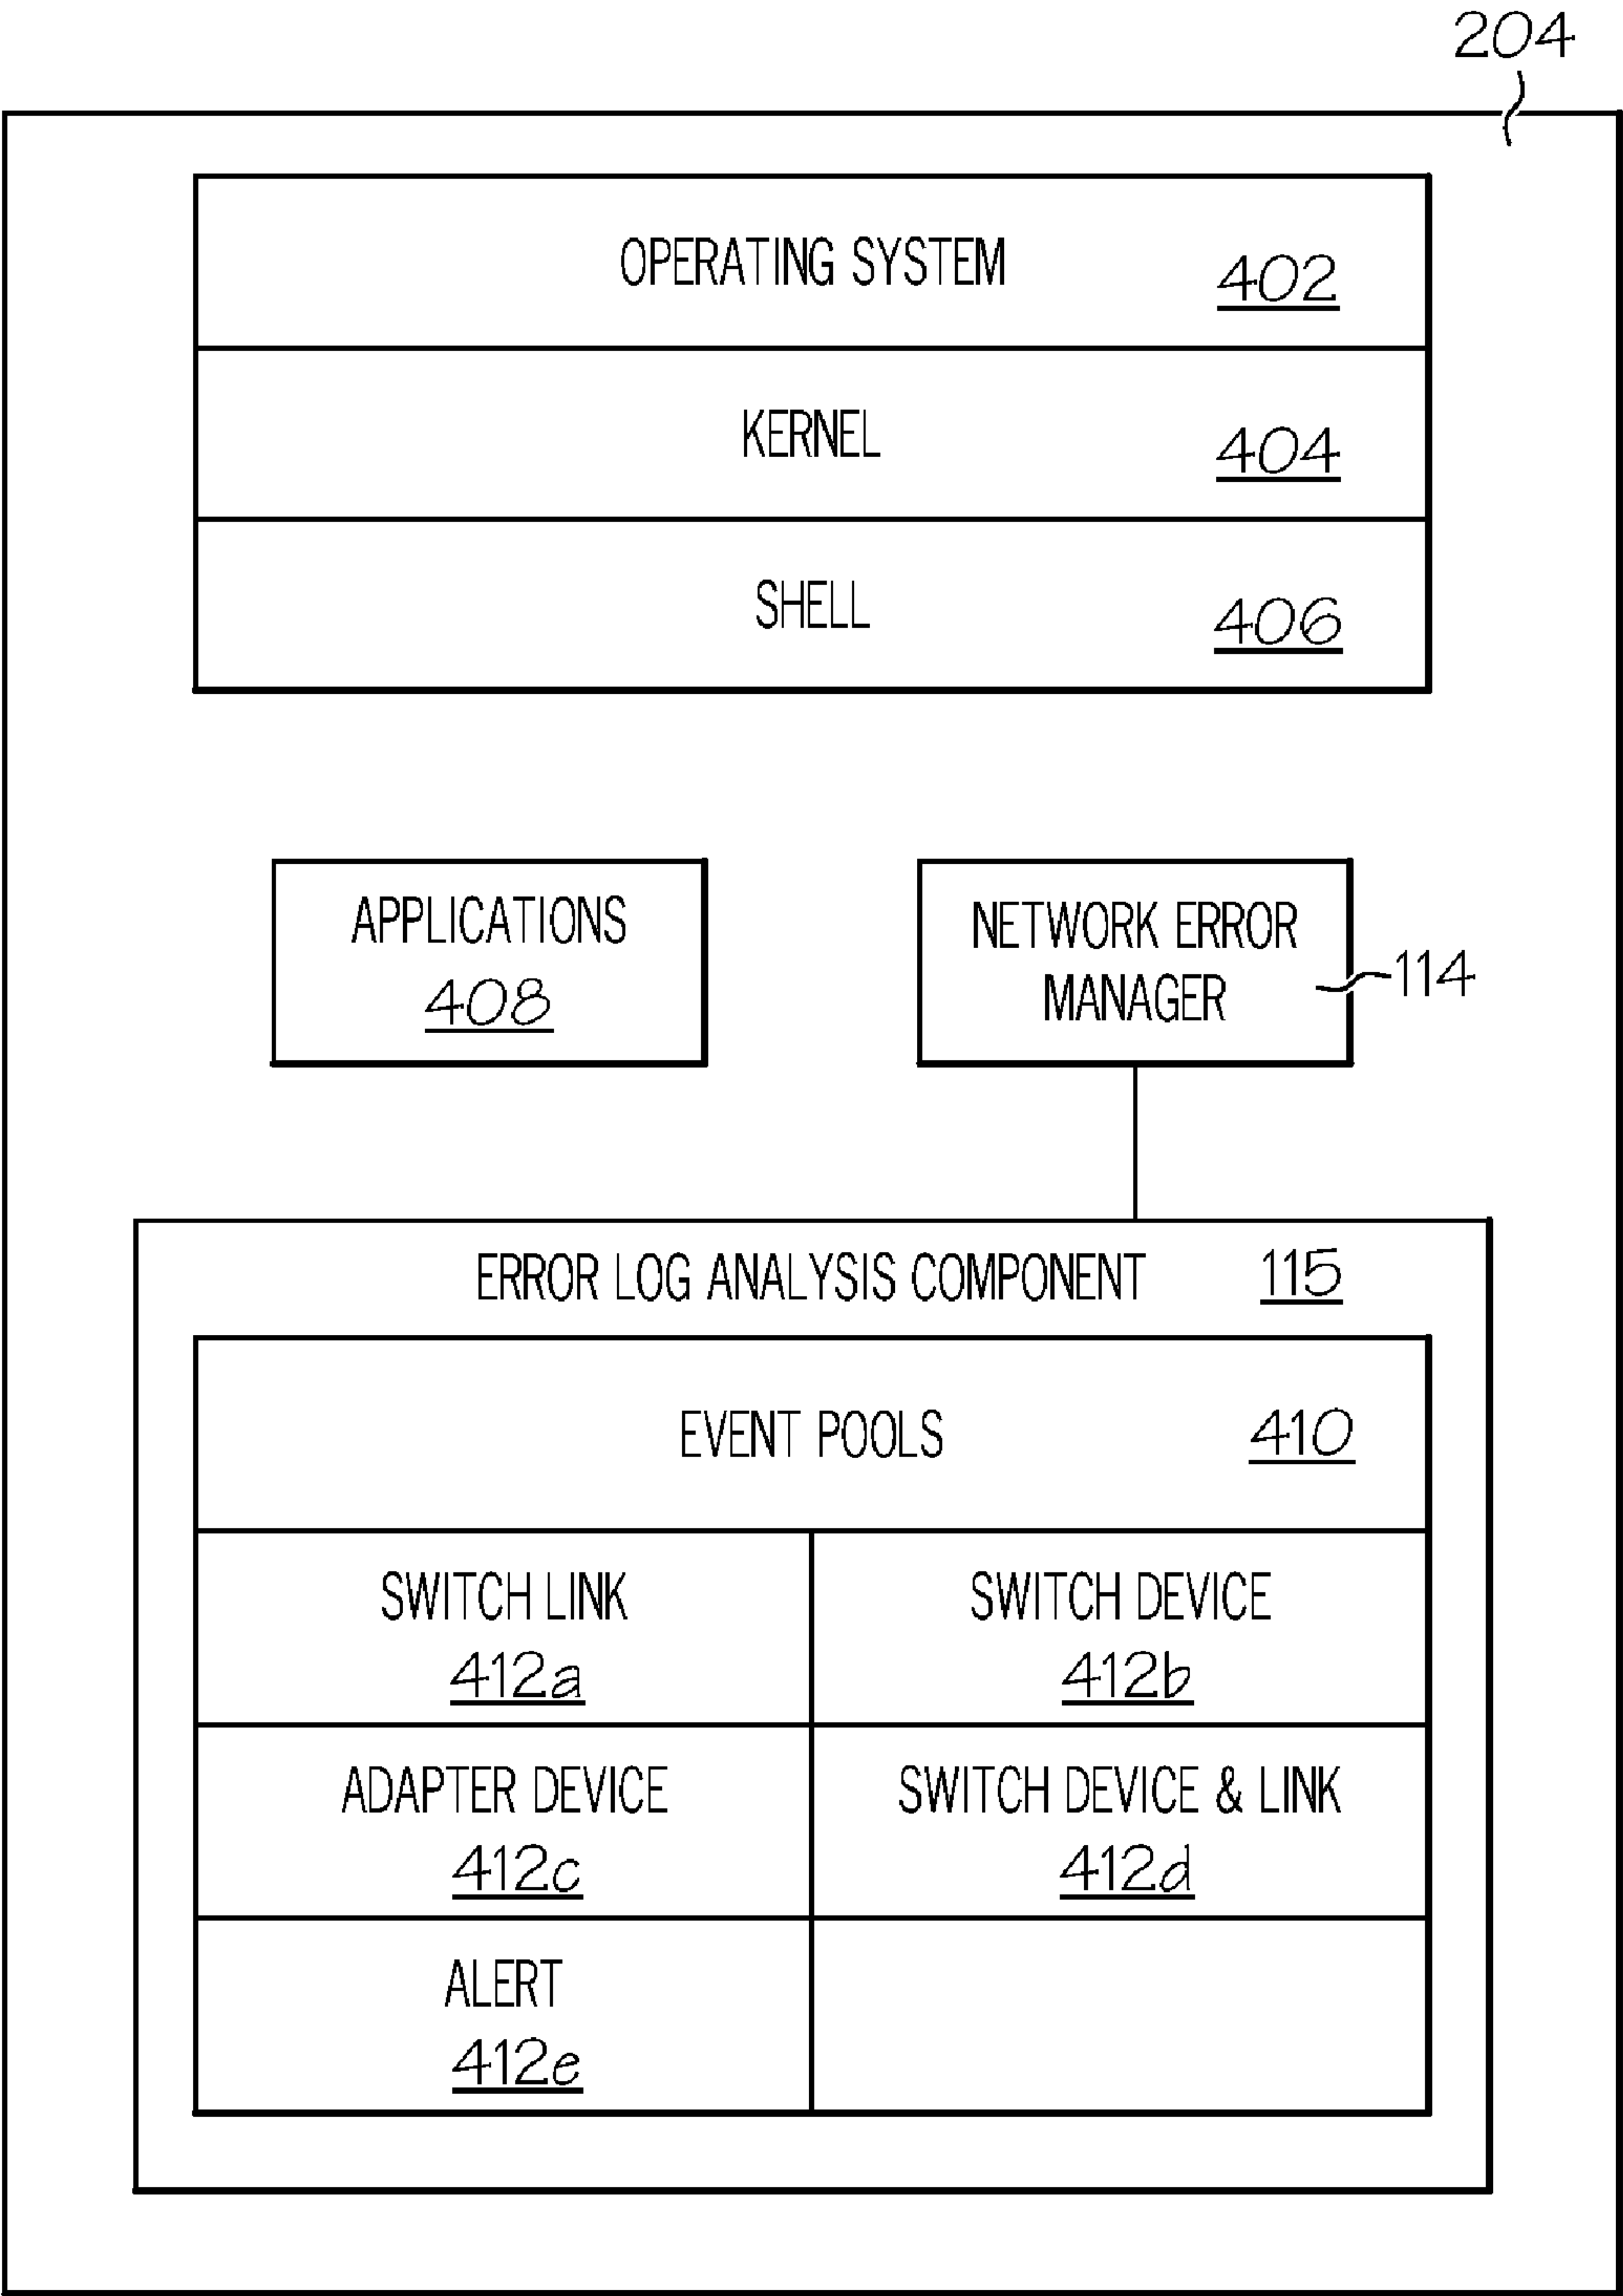 204
OPERATING SYSTEM 402
KERNEL 404
SHELL 406
APPLICATIONS
408
NETWORK ERROR
MANAGER
114
ERROR LOG ANALYSIS COMPONENT 115
EVENT POOLS 410
SWITCH LINK
412a
SWITCH DEVICE
412b
ADAPTER DEVICE
412c
SWITCH DEVICE & LINK
412d
ALERT
412e